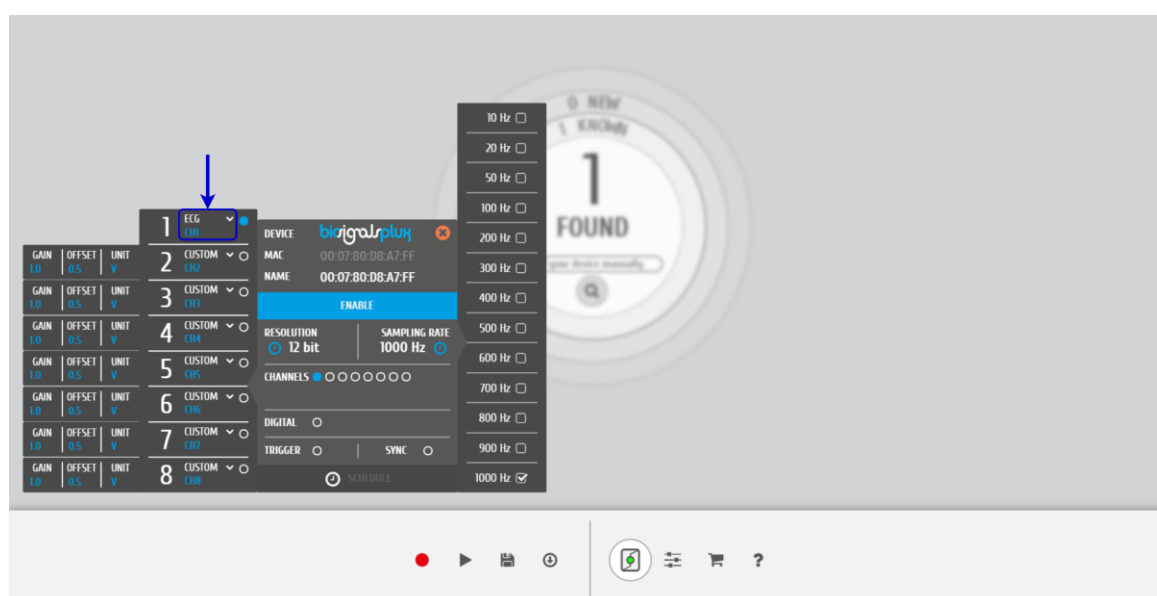 0 NEW
1 KNOWN
1
FOUND
your device manually
10 Hz
20 Hz
50 Hz
100 Hz
200 Hz
300 Hz
400 Hz
500 Hz
600 Hz
700 Hz
800 Hz
900 Hz
1000 Hz
1 ECG
CH1
GAIN OFFSET UNIT
1.0 0.5 V
2 CUSTOM
CH2
GAIN OFFSET UNIT
1.0 0.5 V
3 CUSTOM
CH3
GAIN OFFSET UNIT
1.0 0.5 V
4 CUSTOM
CH4
GAIN OFFSET UNIT
1.0 0.5 V
5 CUSTOM
CH5
GAIN OFFSET UNIT
1.0 0.5 V
6 CUSTOM
CH6
GAIN OFFSET UNIT
1.0 0.5 V
7 CUSTOM
CH7
GAIN OFFSET UNIT
1.0 0.5 V
8 CUSTOM
CH8
DEVICE biosignalsplux
MAC 00:07:80:D8:A7:FF
NAME 00:07:80:D8:A7:FF
ENABLE
RESOLUTION SAMPLING RATE
12 bit 1000 Hz
CHANNELS
DIGITAL
TRIGGER SYNC
SCHEDULE
?